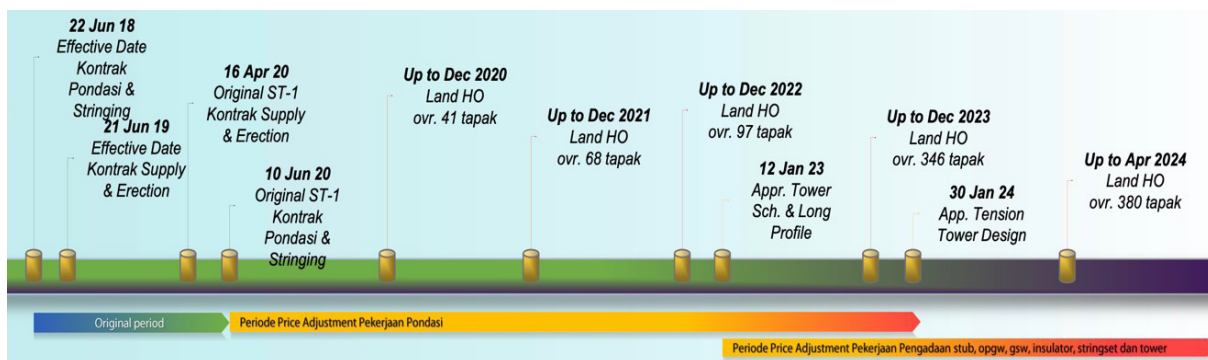 22 Jun 18
Effective Date
Kontrak
Pondasi &
Stringing
21 Jun 19
Effective Date
Kontrak Supply
& Erection
16 Apr 20
Original ST-1
Kontrak Supply
& Erection
10 Jun 20
Original ST-1
Kontrak
Pondasi &
Stringing
Up to Dec 2020
Land HO
ovr. 41 tapak
Up to Dec 2021
Land HO
ovr. 68 tapak
Up to Dec 2022
Land HO
ovr. 97 tapak
12 Jan 23
Appr. Tower
Sch. & Long
Profile
Up to Dec 2023
Land HO
ovr. 346 tapak
30 Jan 24
App. Tension
Tower Design
Up to Apr 2024
Land HO
ovr. 380 tapak
Original period
Periode Price Adjustment Pekerjaan Pondasi
Periode Price Adjustment Pekerjaan Pengadaan stub, opgw, gsw, insulator, stringset dan tower